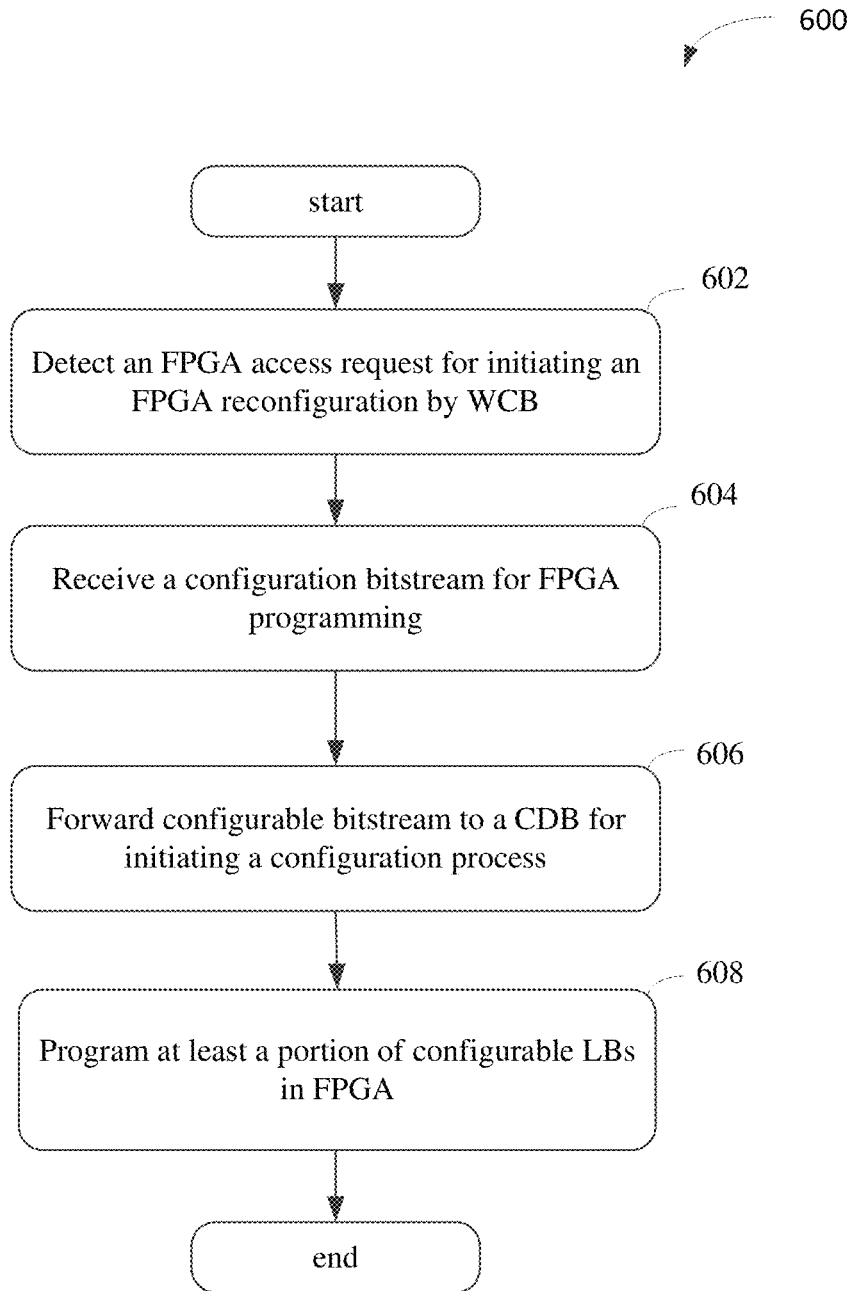 600
start
602
Detect an FPGA access request for initiating an
FPGA reconfiguration by WCB
604
Receive a configuration bitstream for FPGA
programming
606
Forward configurable bitstream to a CDB for
initiating a configuration process
608
Program at least a portion of configurable LBs
in FPGA
end